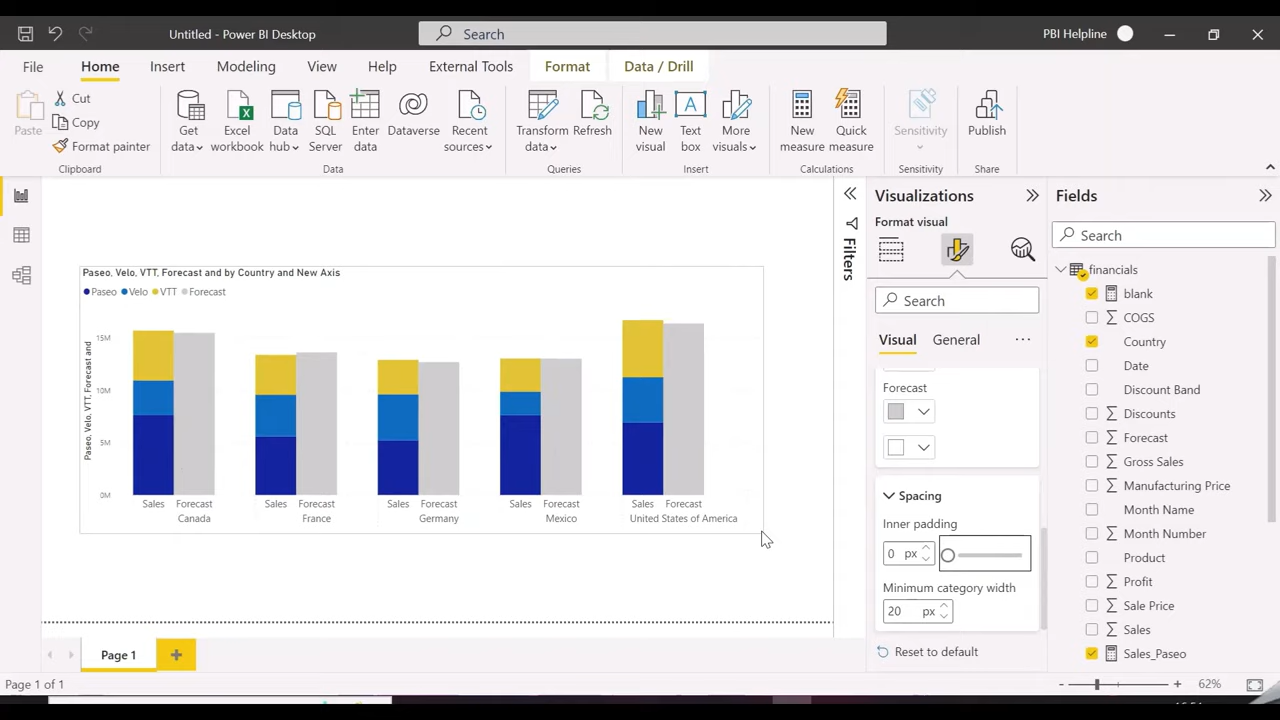 Untitled - Power BI Desktop
Search
PBI Helpline
File Home Insert Modeling View Help External Tools Format Data / Drill
Paste
Cut
Copy
Format painter
Clipboard
Get data
Excel workbook
Data hub
SQL Server
Enter data
Dataverse
Recent sources
Data
Transform data
Refresh
Queries
New visual
Text box
More visuals
Insert
New measure
Quick measure
Calculations
Sensitivity
Sensitivity
Publish
Share
Paseo, Velo, VTT, Forecast and by Country and New Axis
Paseo Velo VTT Forecast
Paseo, Velo, VTT, Forecast and
15M
10M
5M
0M
Sales Forecast Sales Forecast Sales Forecast Sales Forecast Sales Forecast
Canada France Germany Mexico United States of America
Filters
Visualizations
Format visual
Search
Visual General
Forecast
Spacing
Inner padding
0 px
Minimum category width
20 px
Reset to default
Fields
Search
financials
blank
COGS
Country
Date
Discount Band
Discounts
Forecast
Gross Sales
Manufacturing Price
Month Name
Month Number
Product
Profit
Sale Price
Sales
Sales_Paseo
Page 1
Page 1 of 1
62%